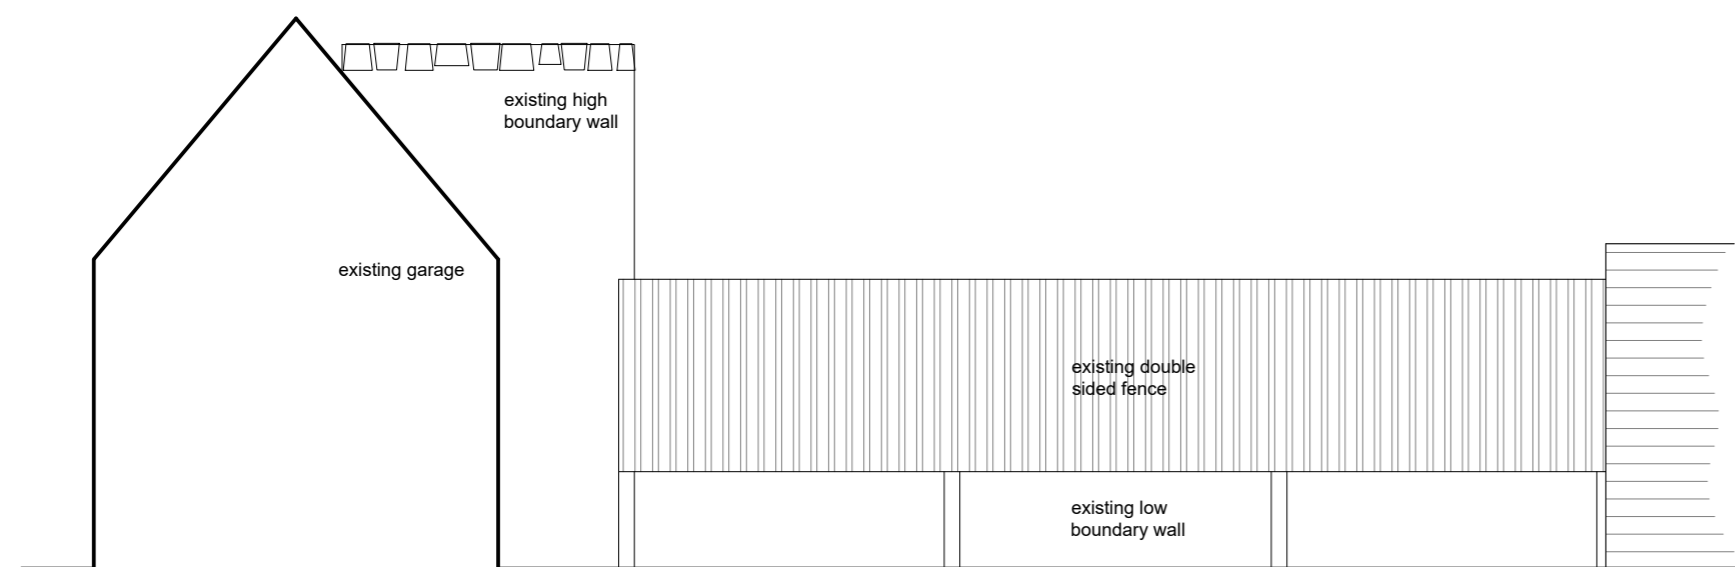 existing high
boundary wall
existing garage
existing double
sided fence
existing low
boundary wall